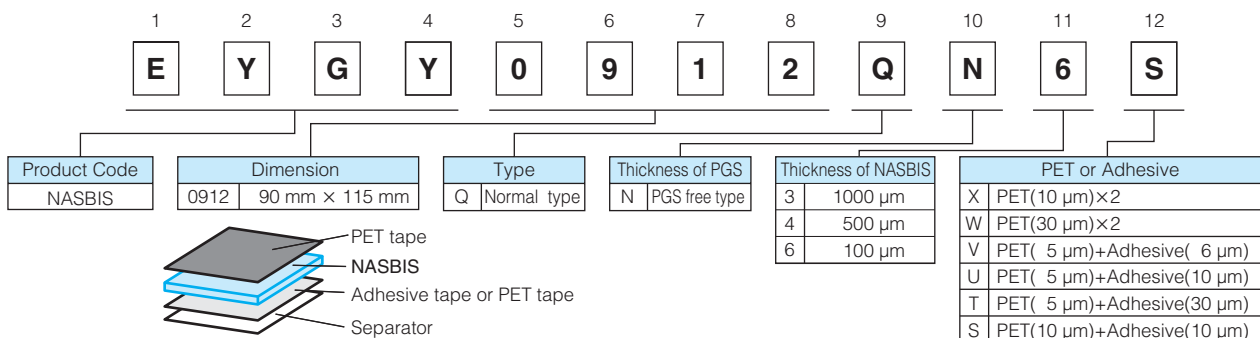 1 2 3 4 5 6 7 8 9 10 11 12
E Y G Y 0 9 1 2 Q N 6 S
Product Code
NASBIS
Dimension
0912 90 mm × 115 mm
Type
Q Normal type
Thickness of PGS
N PGS free type
Thickness of NASBIS
3 1000 µm
4 500 µm
6 100 µm
PET or Adhesive
X PET(10 µm)×2
W PET(30 µm)×2
V PET( 5 µm)+Adhesive( 6 µm)
U PET( 5 µm)+Adhesive(10 µm)
T PET( 5 µm)+Adhesive(30 µm)
S PET(10 µm)+Adhesive(10 µm)
PET tape
NASBIS
Adhesive tape or PET tape
Separator